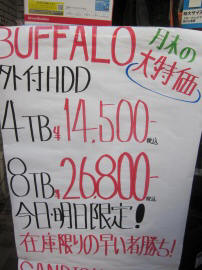 BUFFALO
月末の
大特価
外付HDD
4TB ¥14,500-
税込
8TB ¥26,800-
税込
今日・明日限定!
在庫限りの早い者勝ち!